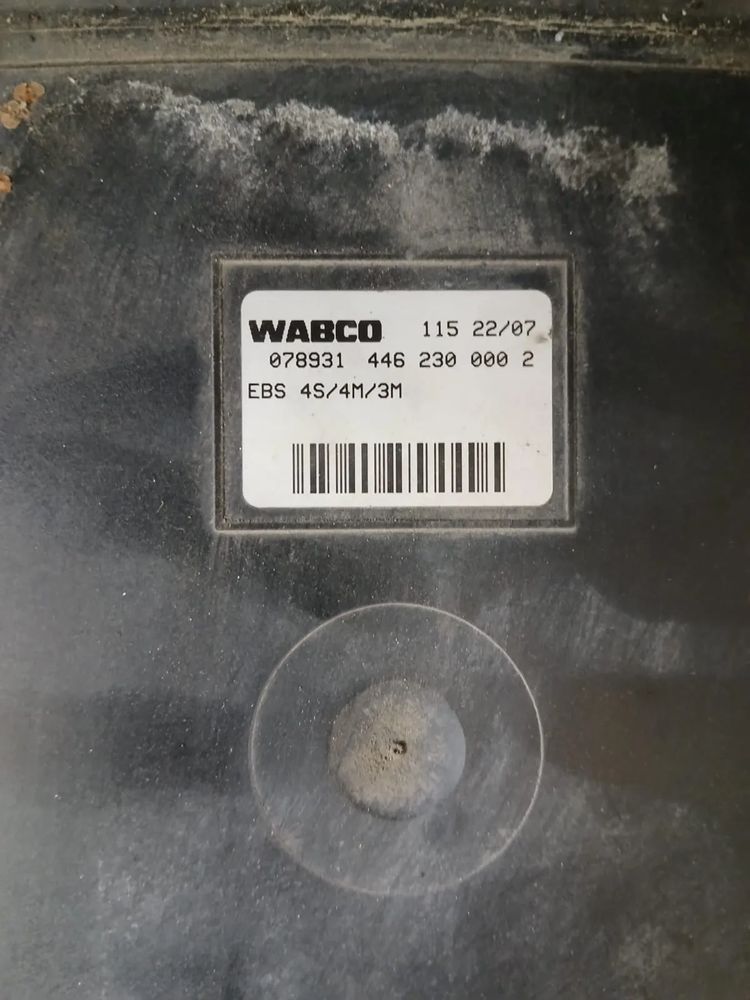 WABCO 115 22/07
078931 446 230 000 2
EBS 4S/4M/3M